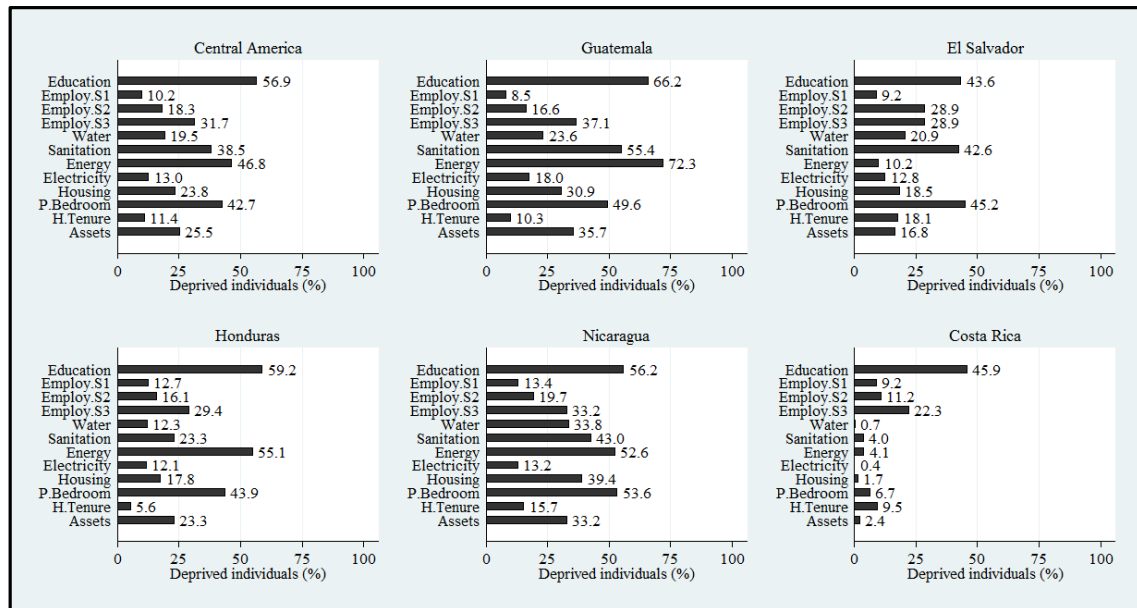 Central America
Education 56.9
Employ.S1 10.2
Employ.S2 18.3
Employ.S3 31.7
Water 19.5
Sanitation 38.5
Energy 46.8
Electricity 13.0
Housing 23.8
P.Bedroom 42.7
H.Tenure 11.4
Assets 25.5
0 25 50 75 100
Deprived individuals (%)
Guatemala
Education 66.2
Employ.S1 8.5
Employ.S2 16.6
Employ.S3 37.1
Water 23.6
Sanitation 55.4
Energy 72.3
Electricity 18.0
Housing 30.9
P.Bedroom 49.6
H.Tenure 10.3
Assets 35.7
0 25 50 75 100
Deprived individuals (%)
El Salvador
Education 43.6
Employ.S1 9.2
Employ.S2 28.9
Employ.S3 28.9
Water 20.9
Sanitation 42.6
Energy 10.2
Electricity 12.8
Housing 18.5
P.Bedroom 45.2
H.Tenure 18.1
Assets 16.8
0 25 50 75 100
Deprived individuals (%)
Honduras
Education 59.2
Employ.S1 12.7
Employ.S2 16.1
Employ.S3 29.4
Water 12.3
Sanitation 23.3
Energy 55.1
Electricity 12.1
Housing 17.8
P.Bedroom 43.9
H.Tenure 5.6
Assets 23.3
0 25 50 75 100
Deprived individuals (%)
Nicaragua
Education 56.2
Employ.S1 13.4
Employ.S2 19.7
Employ.S3 33.2
Water 33.8
Sanitation 43.0
Energy 52.6
Electricity 13.2
Housing 39.4
P.Bedroom 53.6
H.Tenure 15.7
Assets 33.2
0 25 50 75 100
Deprived individuals (%)
Costa Rica
Education 45.9
Employ.S1 9.2
Employ.S2 11.2
Employ.S3 22.3
Water 0.7
Sanitation 4.0
Energy 4.1
Electricity 0.4
Housing 1.7
P.Bedroom 6.7
H.Tenure 9.5
Assets 2.4
0 25 50 75 100
Deprived individuals (%)